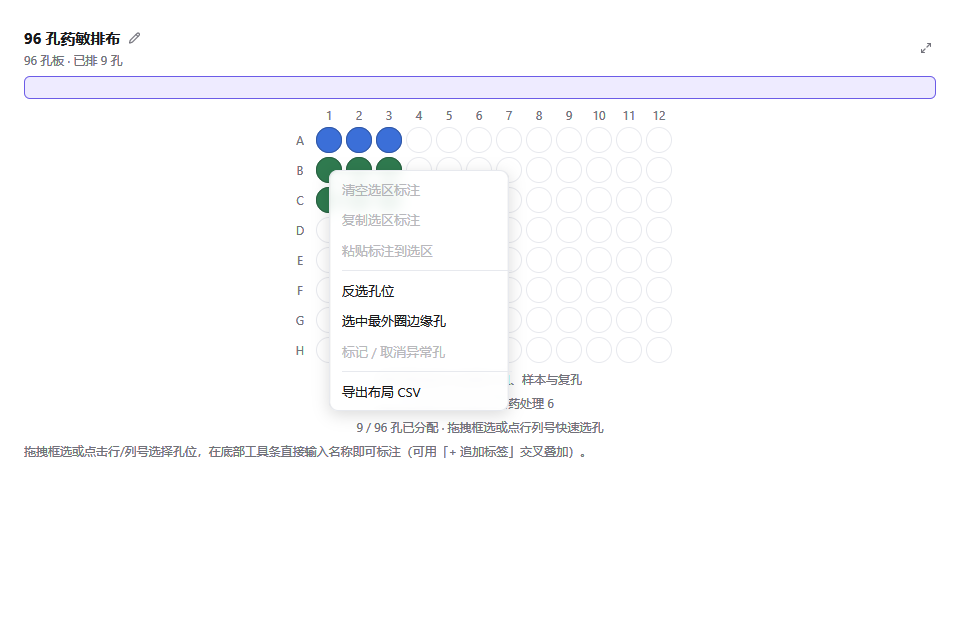 96 孔药敏排布
96 孔板 · 已排 9 孔
1 2 3 4 5 6 7 8 9 10 11 12
A
B
C
D
E
F
G
H
清空选区标注
复制选区标注
粘贴标注到选区
反选孔位
选中最外圈边缘孔
标记 / 取消异常孔
导出布局 CSV
、样本与复孔
药处理 6
9 / 96 孔已分配 · 拖拽框选或点行列号快速选孔
拖拽框选或点击行/列号选择孔位，在底部工具条直接输入名称即可标注（可用「+ 追加标签」交叉叠加）。